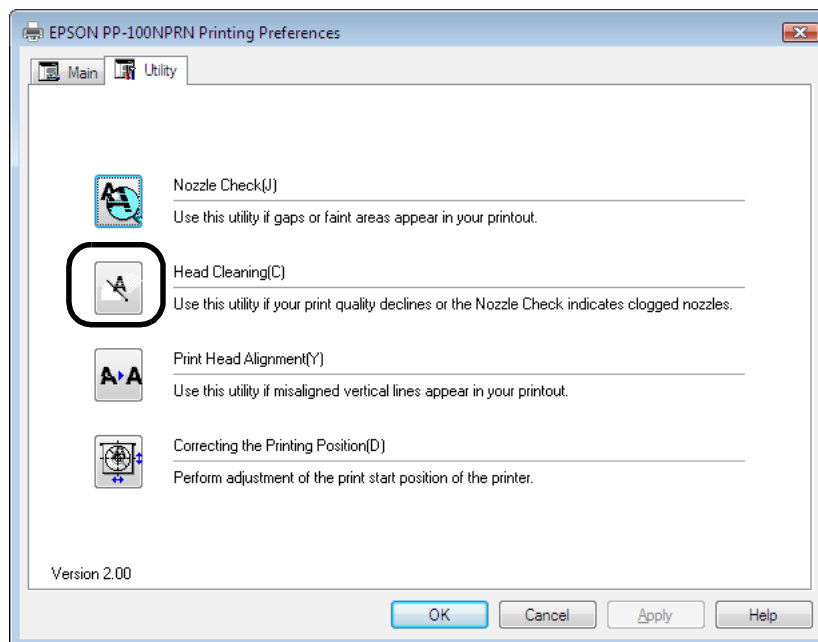 EPSON PP-100NPRN Printing Preferences
Main
Utility
Nozzle Check(J)
Use this utility if gaps or faint areas appear in your printout.
Head Cleaning(C)
Use this utility if your print quality declines or the Nozzle Check indicates clogged nozzles.
Print Head Alignment(Y)
Use this utility if misaligned vertical lines appear in your printout.
Correcting the Printing Position(D)
Perform adjustment of the print start position of the printer.
Version 2.00
OK
Cancel
Apply
Help